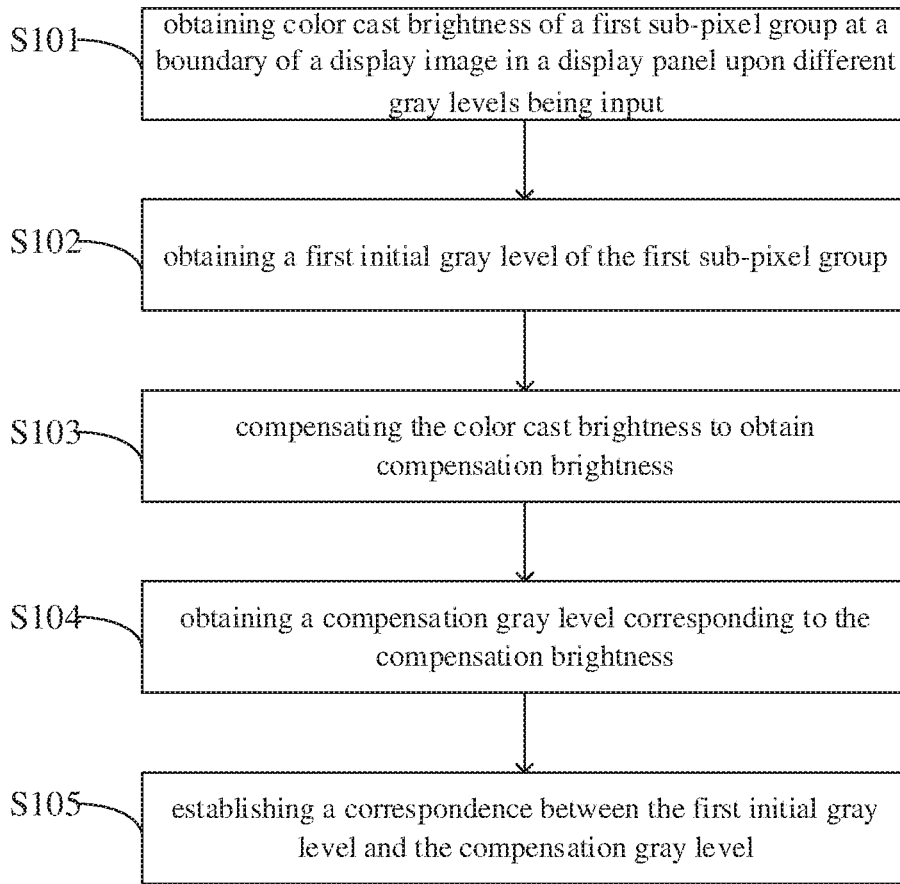 S101
obtaining color cast brightness of a first sub-pixel group at a
boundary of a display image in a display panel upon different
gray levels being input
S102
obtaining a first initial gray level of the first sub-pixel group
S103
compensating the color cast brightness to obtain
compensation brightness
S104
obtaining a compensation gray level corresponding to the
compensation brightness
S105
establishing a correspondence between the first initial gray
level and the compensation gray level